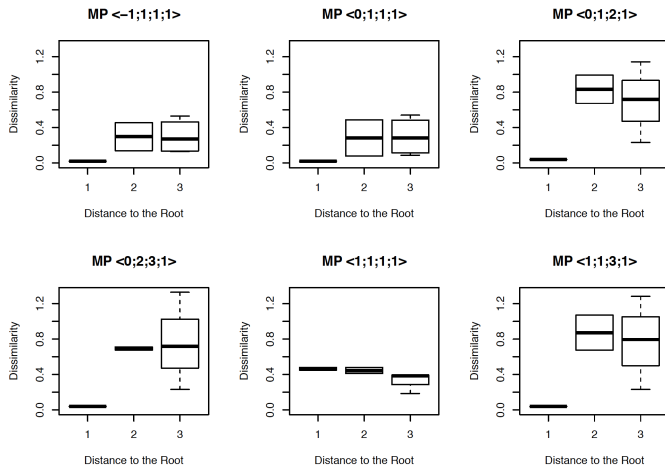 MP <−1;1;1;1>
Dissimilarity
0.0 0.4 0.8 1.2
1 2 3
Distance to the Root
MP <0;1;1;1>
Dissimilarity
0.0 0.4 0.8 1.2
1 2 3
Distance to the Root
MP <0;1;2;1>
Dissimilarity
0.0 0.4 0.8 1.2
1 2 3
Distance to the Root
MP <0;2;3;1>
Dissimilarity
0.0 0.4 0.8 1.2
1 2 3
Distance to the Root
MP <1;1;1;1>
Dissimilarity
0.0 0.4 0.8 1.2
1 2 3
Distance to the Root
MP <1;1;3;1>
Dissimilarity
0.0 0.4 0.8 1.2
1 2 3
Distance to the Root